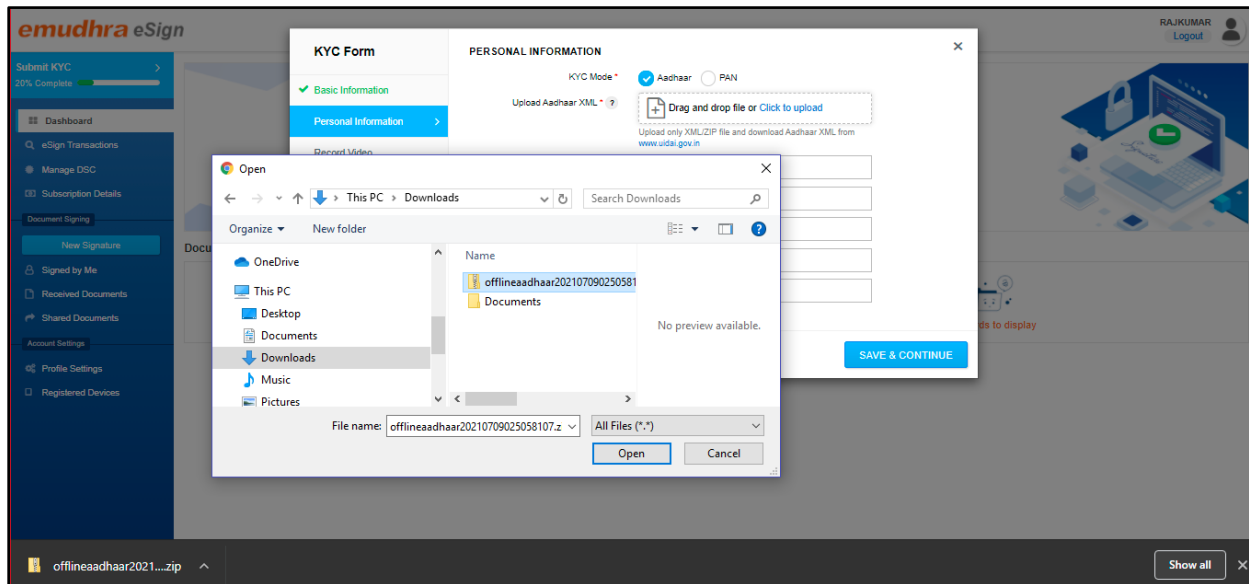 emudhra eSign
RAJKUMAR
Logout
Submit KYC
20% Complete
Dashboard
eSign Transactions
Manage DSC
Subscription Details
Document Signing
New Signature
Signed by Me
Received Documents
Shared Documents
Account Settings
Profile Settings
Registered Devices
Docu
KYC Form
Basic Information
Personal Information
Record Video
PERSONAL INFORMATION
KYC Mode *
Aadhaar
PAN
Upload Aadhaar XML * ?
Drag and drop file or Click to upload
Upload only XML/ZIP file and download Aadhaar XML from
www.uidai.gov.in
SAVE & CONTINUE
ds to display
Open
This PC > Downloads
Search Downloads
Organize
New folder
OneDrive
This PC
Desktop
Documents
Downloads
Music
Pictures
Name
offlineaadhaar202107090250581
Documents
No preview available.
File name:
offlineaadhaar20210709025058107.z
All Files (*.*)
Open
Cancel
offlineaadhaar2021....zip
Show all